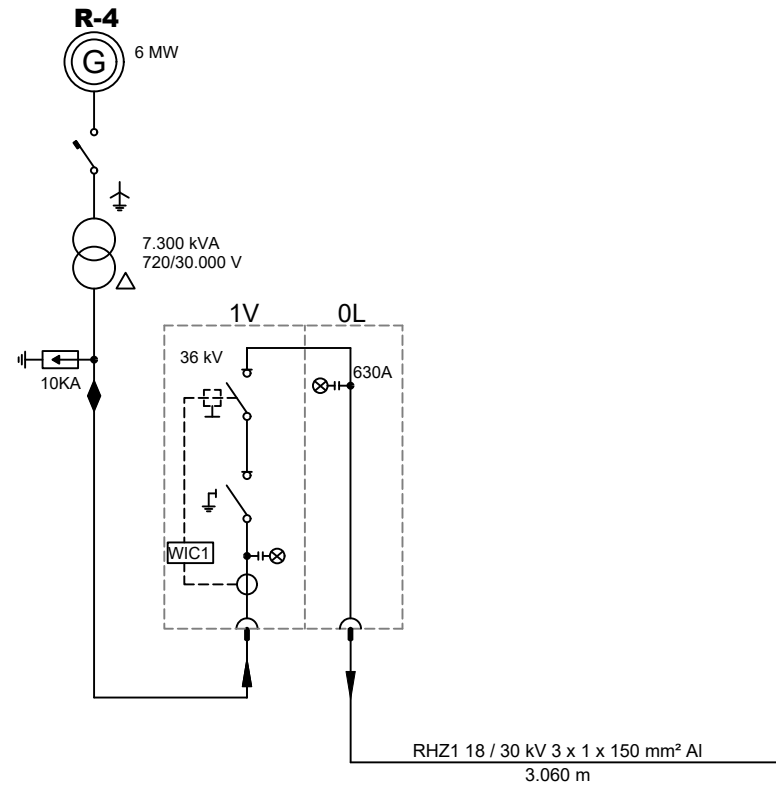 R-4
G
6 MW
7.300 kVA
720/30.000 V
1V
0L
36 kV
630A
10KA
WIC1
RHZ1 18 / 30 kV 3 x 1 x 150 mm² Al
3.060 m